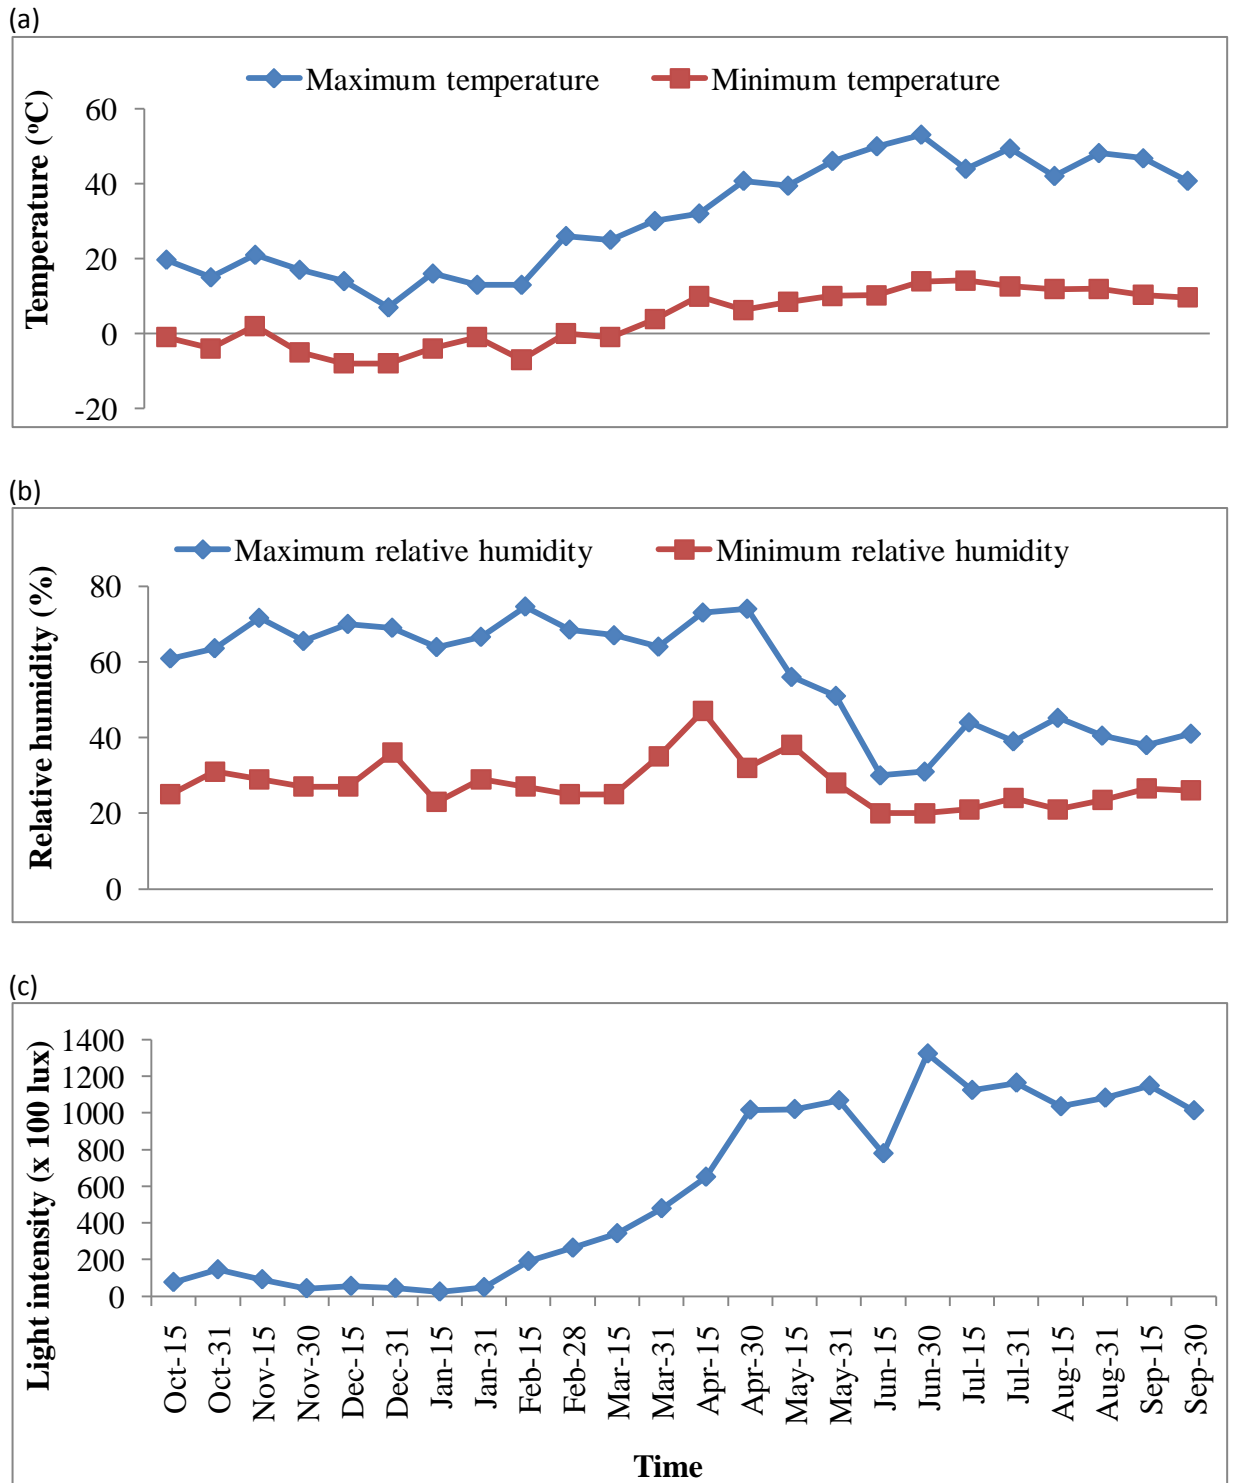 (a)
Maximum temperature
Minimum temperature
Temperature (°C)
60
40
20
0
-20
(b)
Maximum relative humidity
Minimum relative humidity
Relative humidity (%)
80
60
40
20
0
(c)
Light intensity (x 100 lux)
1400
1200
1000
800
600
400
200
0
Oct-15
Oct-31
Nov-15
Nov-30
Dec-15
Dec-31
Jan-15
Jan-31
Feb-15
Feb-28
Mar-15
Mar-31
Apr-15
Apr-30
May-15
May-31
Jun-15
Jun-30
Jul-15
Jul-31
Aug-15
Aug-31
Sep-15
Sep-30
Time